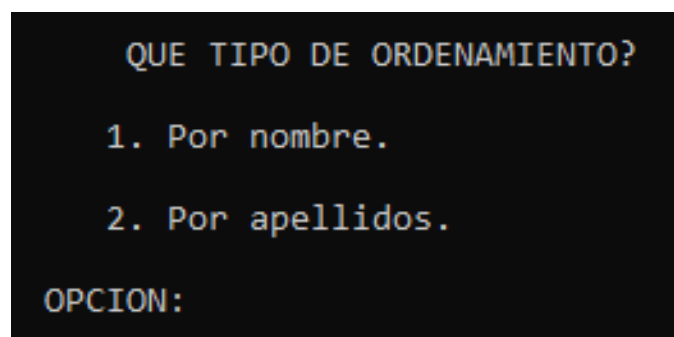 QUE TIPO DE ORDENAMIENTO?
1. Por nombre.
2. Por apellidos.
OPCION: